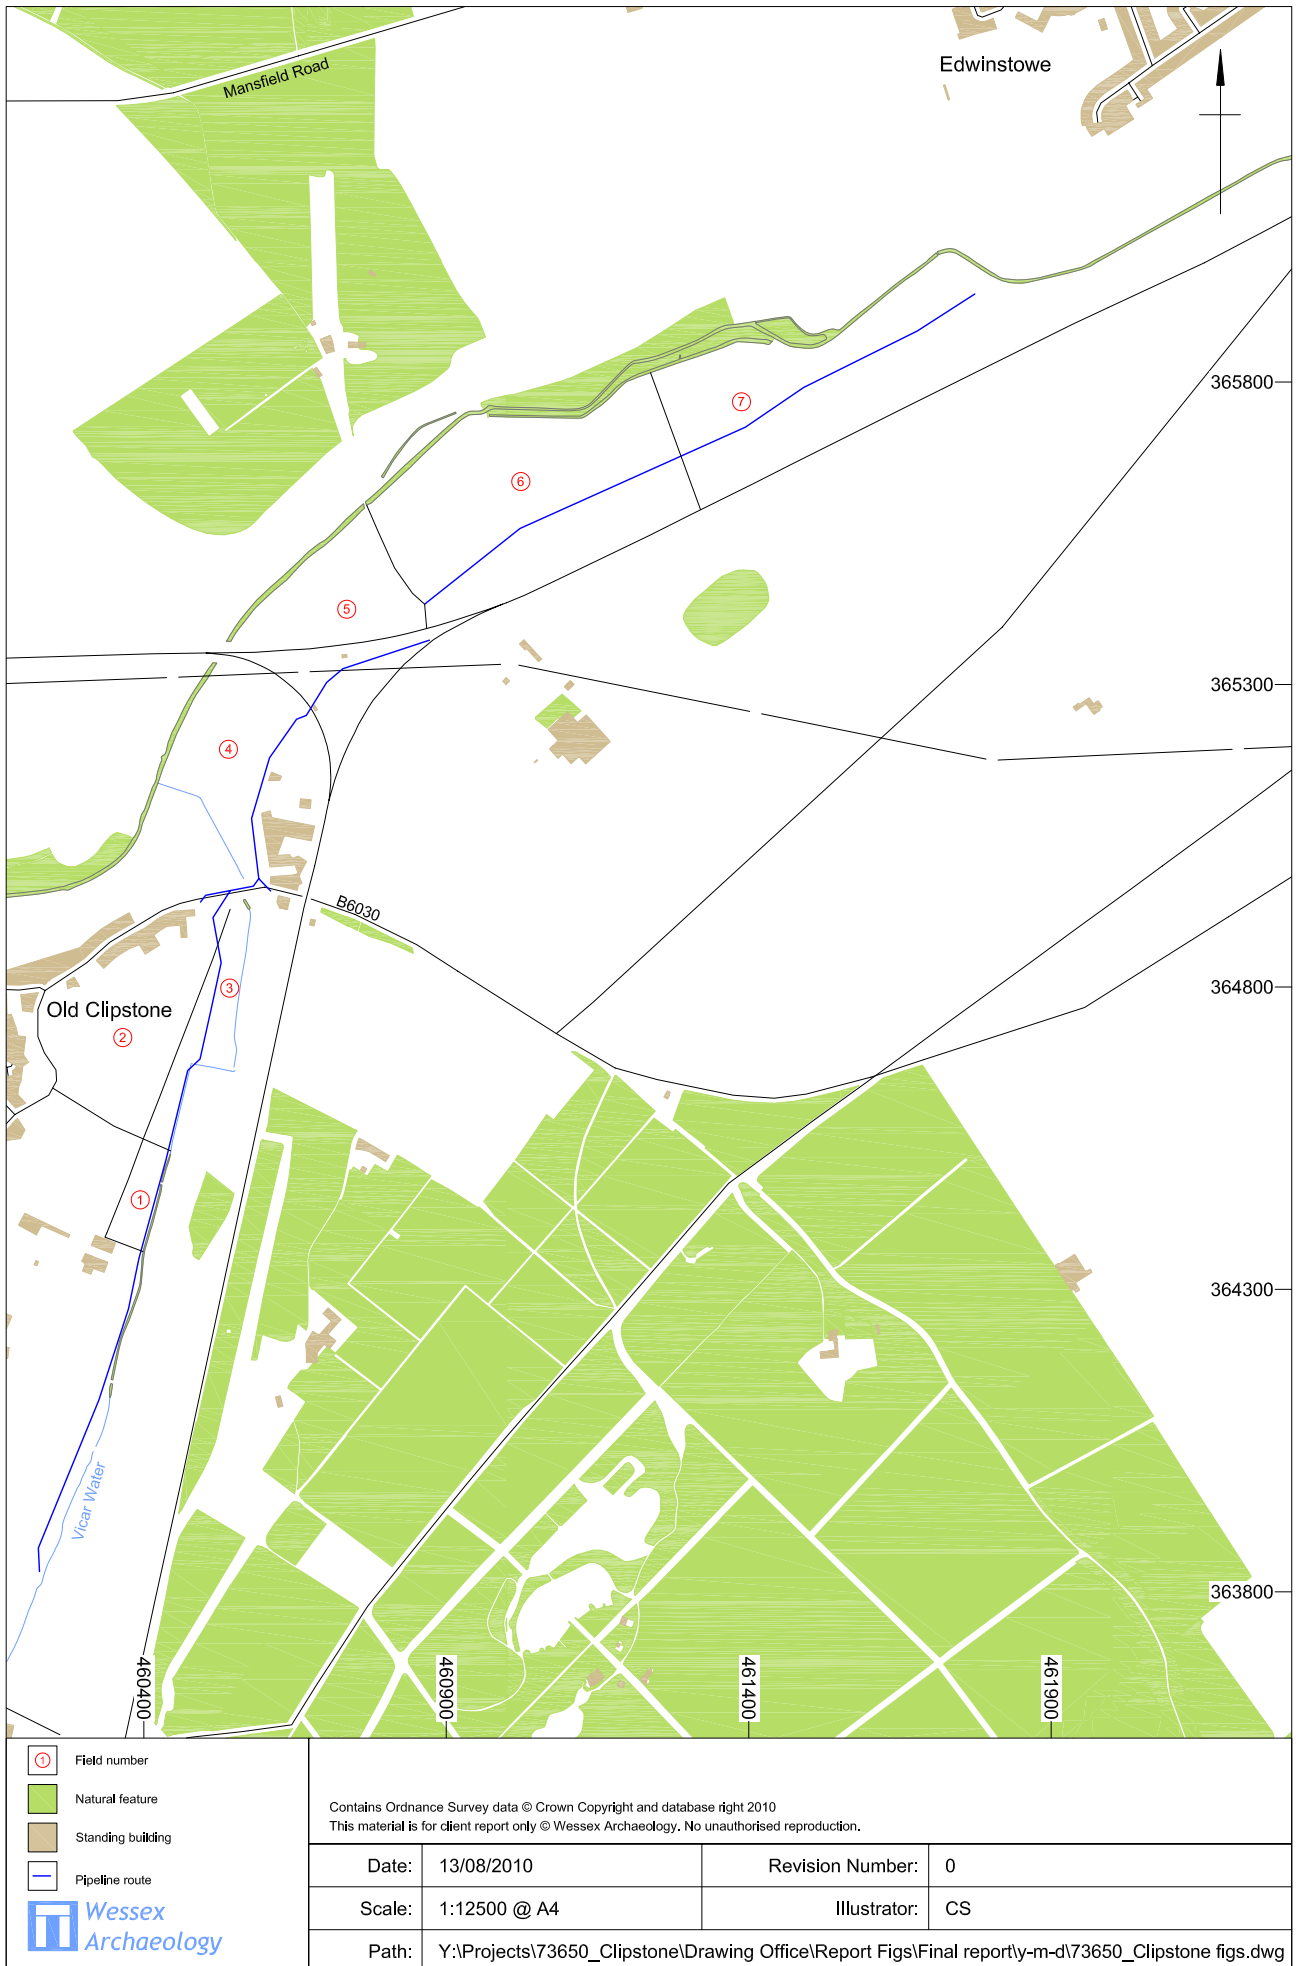 Edwinstowe
Mansfield Road
365800
7
6
5
365300
4
B6030
364800
3
Old Clipstone
2
1
364300
Vicar Water
363800
460400
460900
461400
461900
1 Field number
Natural feature
Standing building
Pipeline route
Wessex
Archaeology
Contains Ordnance Survey data © Crown Copyright and database right 2010
This material is for client report only © Wessex Archaeology. No unauthorised reproduction.
Date: 13/08/2010 Revision Number: 0
Scale: 1:12500 @ A4 Illustrator: CS
Path: Y:\Projects\73650_Clipstone\Drawing Office\Report Figs\Final report\y-m-d\73650_Clipstone figs.dwg